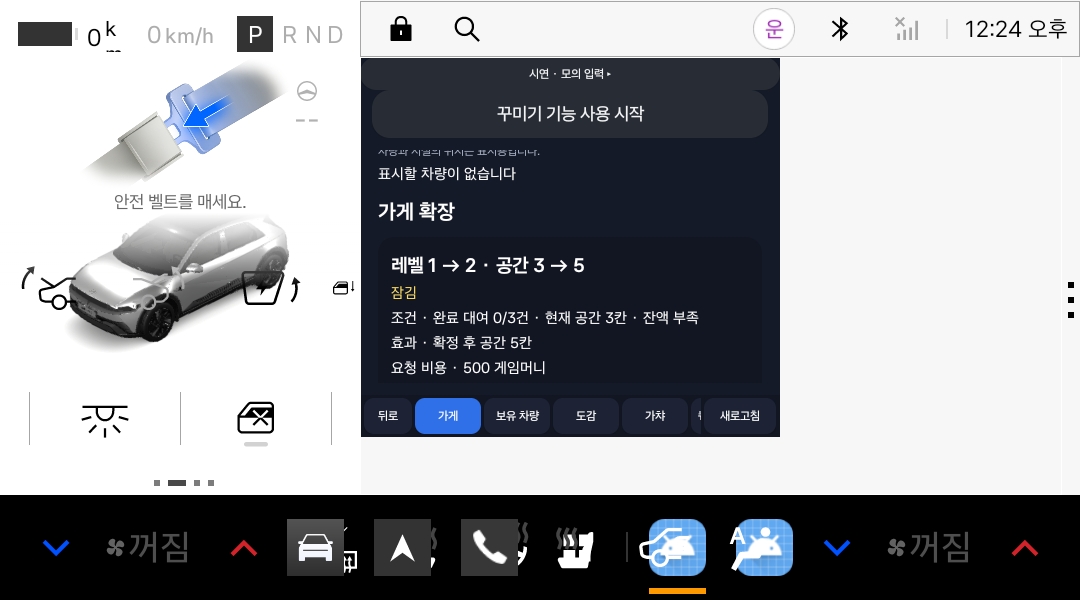 0 k
0 km/h
P R N D
운
12:24 오후
안전 벨트를 매세요.
시연 · 모의 입력 ▸
꾸미기 기능 사용 시작
표시할 차량이 없습니다
가게 확장
레벨 1 → 2 · 공간 3 → 5
잠김
조건 · 완료 대여 0/3건 · 현재 공간 3칸 · 잔액 부족
효과 · 확정 후 공간 5칸
요청 비용 · 500 게임머니
뒤로
가게
보유 차량
도감
가챠
새로고침
꺼짐
A
꺼짐